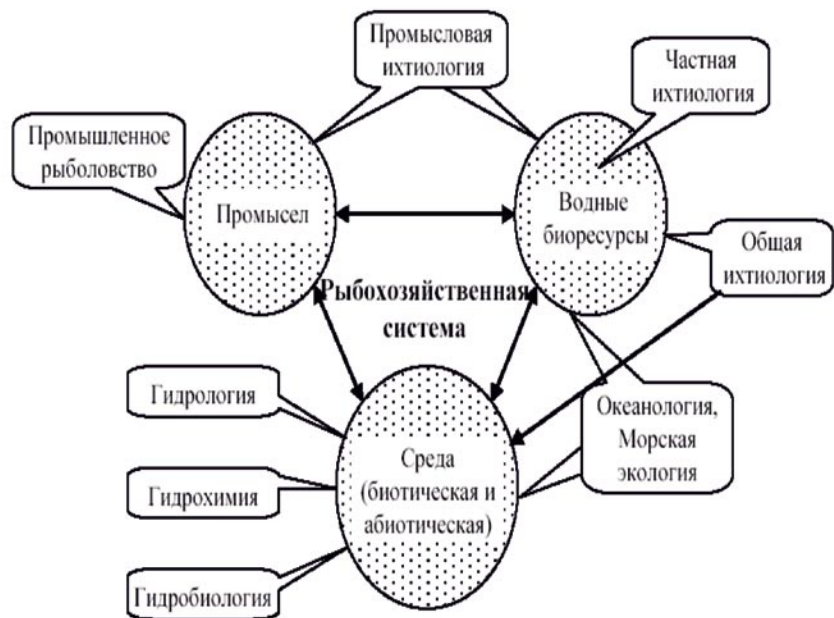 Промысловая
ихтиология
Частная
ихтиология
Промышленное
рыболовство
Промысел
Водные
биоресурсы
Общая
ихтиология
Рыбохозяйственная
система
Гидрология
Океанология,
Морская
экология
Среда
(биотическая и
абиотическая)
Гидрохимия
Гидробиология